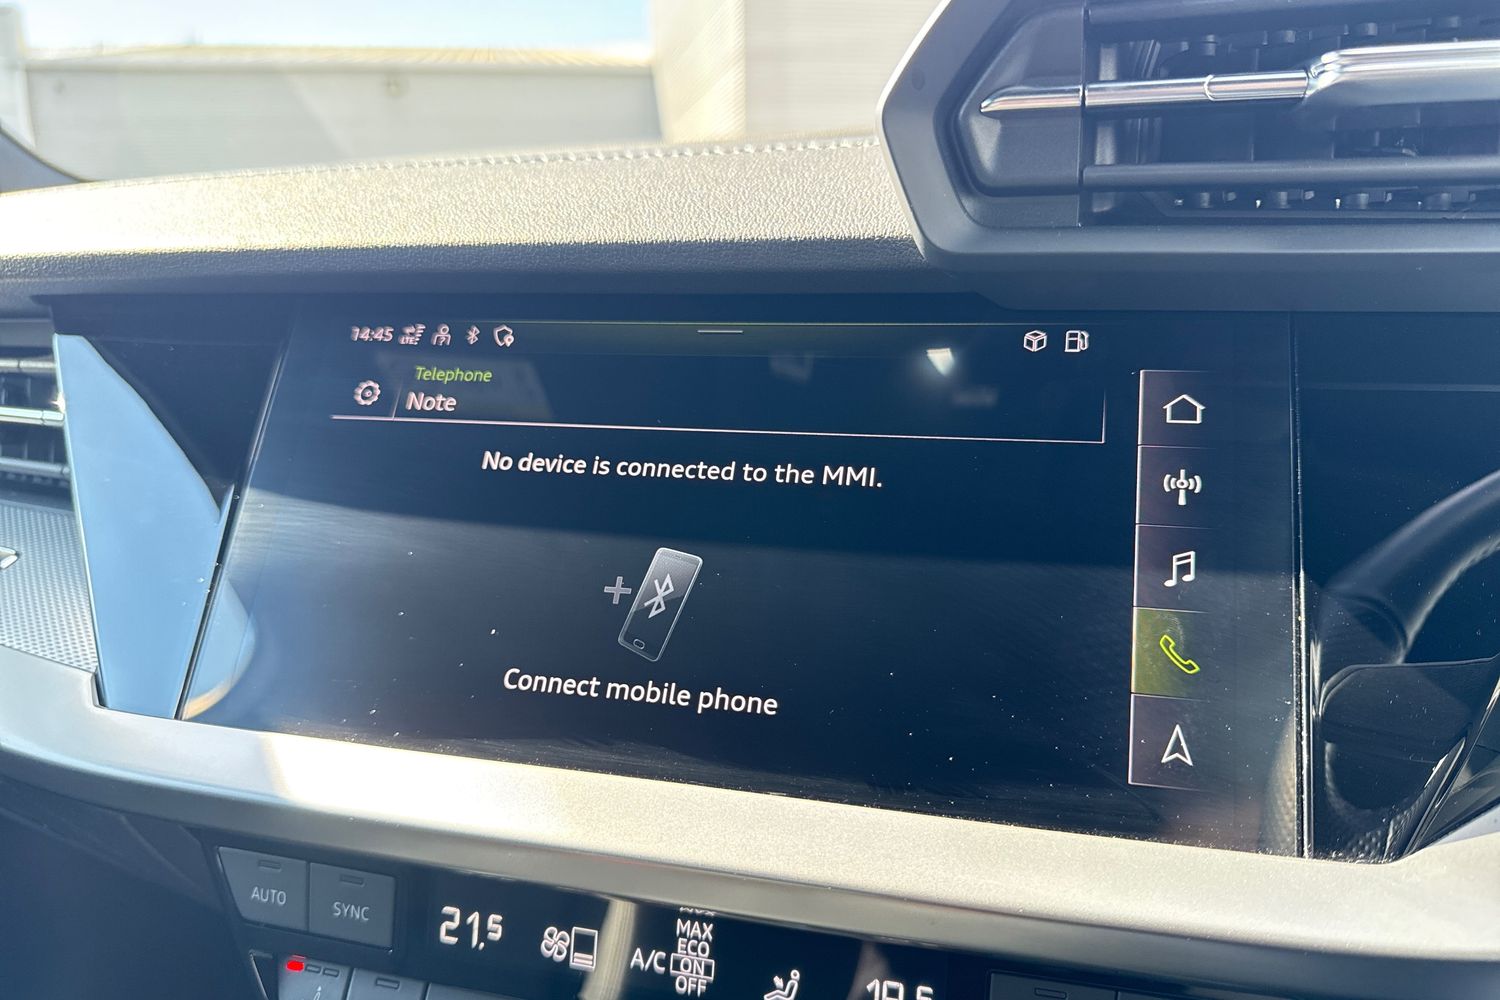 14:45
LTE
Telephone
Note
No device is connected to the MMI.
Connect mobile phone
AUTO
SYNC
21,5
A/C
MAX
ECO
ON
OFF